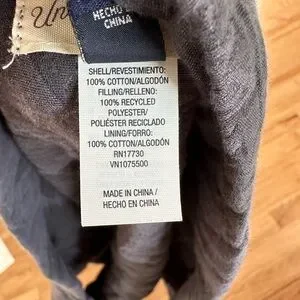 Un
HECHO
CHINA
SHELL/REVESTIMIENTO:
100% COTTON/ALGODÓN
FILLING/RELLENO:
100% RECYCLED
POLYESTER/
POLIÉSTER RECICLADO
LINING/FORRO:
100% COTTON/ALGODÓN
RN17730
VN1075500
MADE IN CHINA /
HECHO EN CHINA